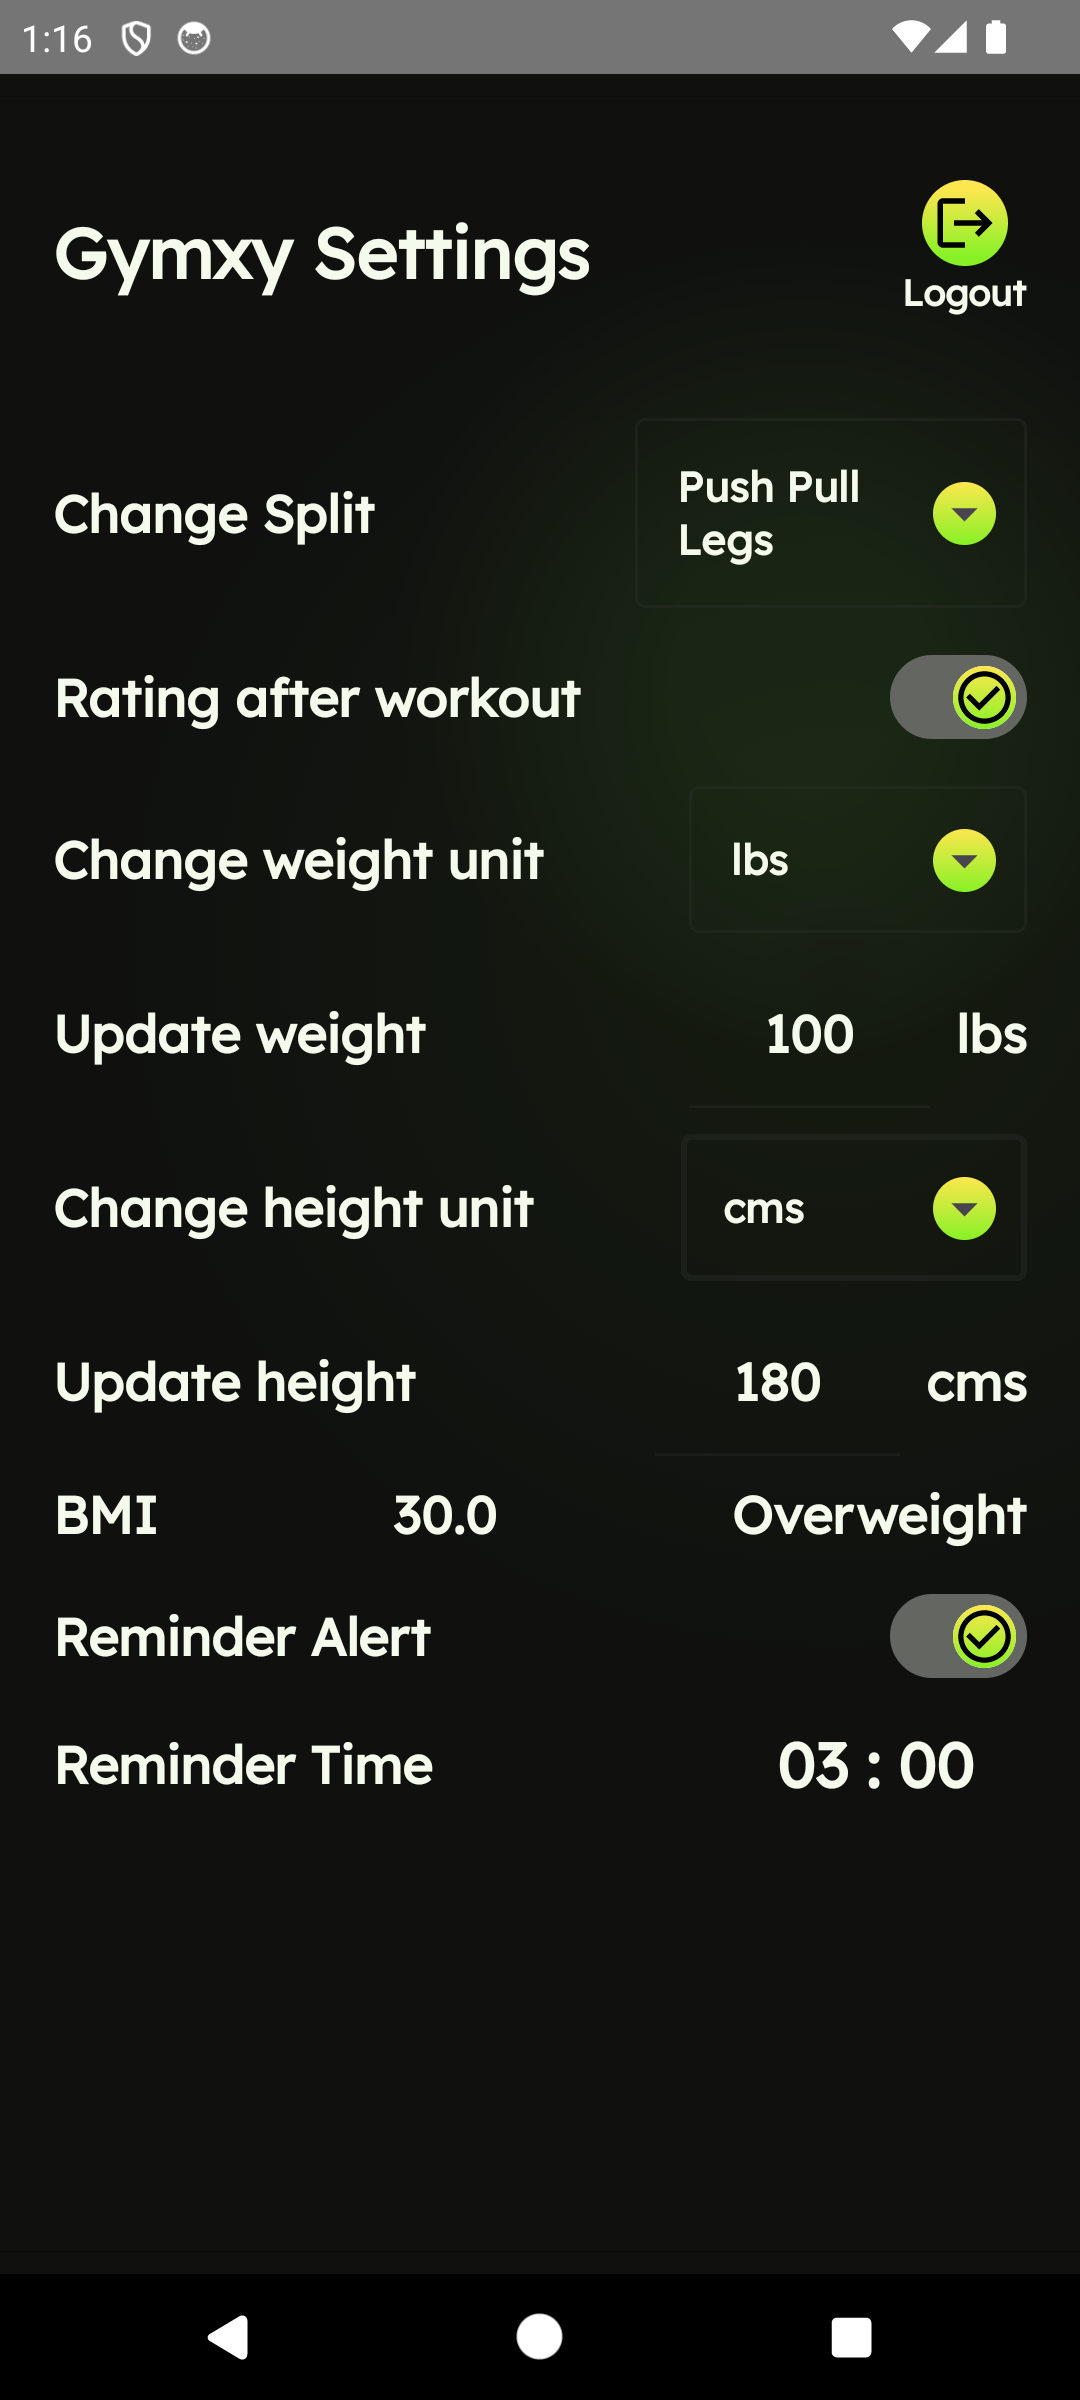 1:16
Gymxy Settings
Logout
Change Split
Push Pull
Legs
Rating after workout
Change weight unit
lbs
Update weight
100
lbs
Change height unit
cms
Update height
180
cms
BMI
30.0
Overweight
Reminder Alert
Reminder Time
03 : 00